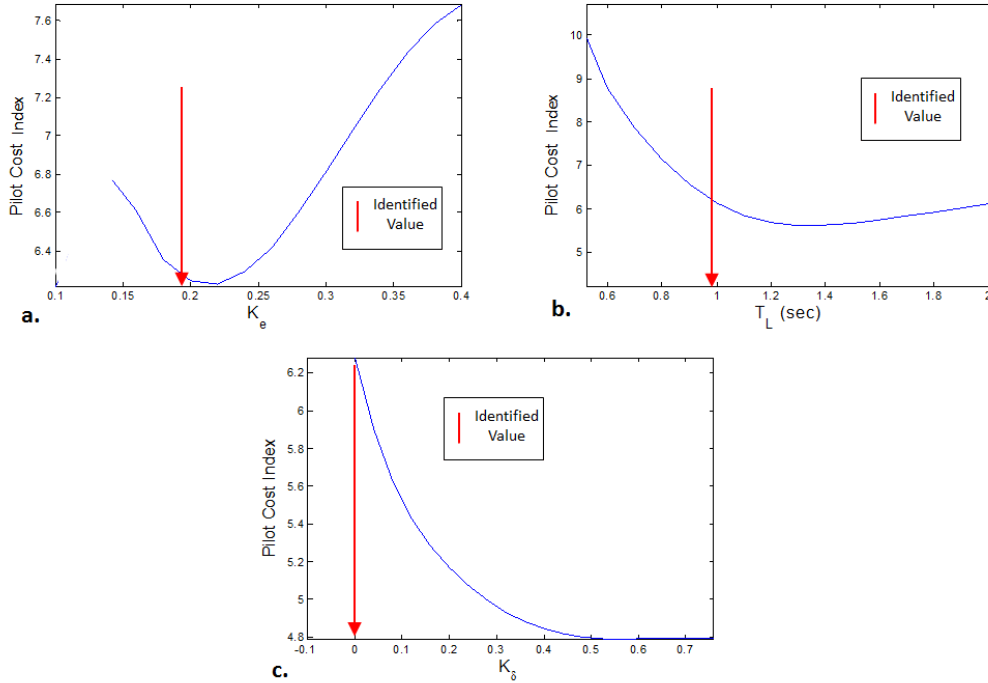 7.6
7.4
7.2
7
6.8
6.6
6.4
Pilot Cost Index
Identified
Value
0.1 0.15 0.2 0.25 0.3 0.35 0.4
a. K_e
10
9
8
7
6
5
Pilot Cost Index
Identified
Value
0.6 0.8 1 1.2 1.4 1.6 1.8 2
b. T_L (sec)
6.2
6
5.8
5.6
5.4
5.2
5
4.8
Pilot Cost Index
Identified
Value
-0.1 0 0.1 0.2 0.3 0.4 0.5 0.6 0.7
c. K_δ